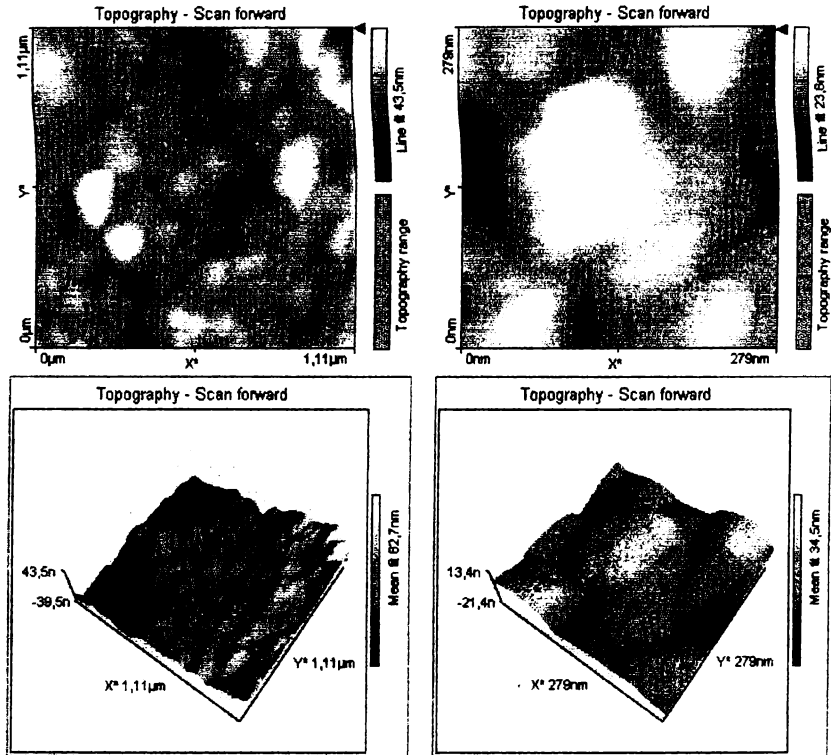 Topography - Scan forward
1,11µm
Y*
0µm
0µm
X*
1,11µm
Line fit 43,5nm
Topography range
Topography - Scan forward
279nm
Y*
0nm
0nm
X*
279nm
Line fit 23,8nm
Topography range
Topography - Scan forward
43,5n
-39,5n
X* 1,11µm
Y* 1,11µm
Mean fit 82,7nm
Topography - Scan forward
13,4n
-21,4n
X* 279nm
Y* 279nm
Mean fit 34,5nm